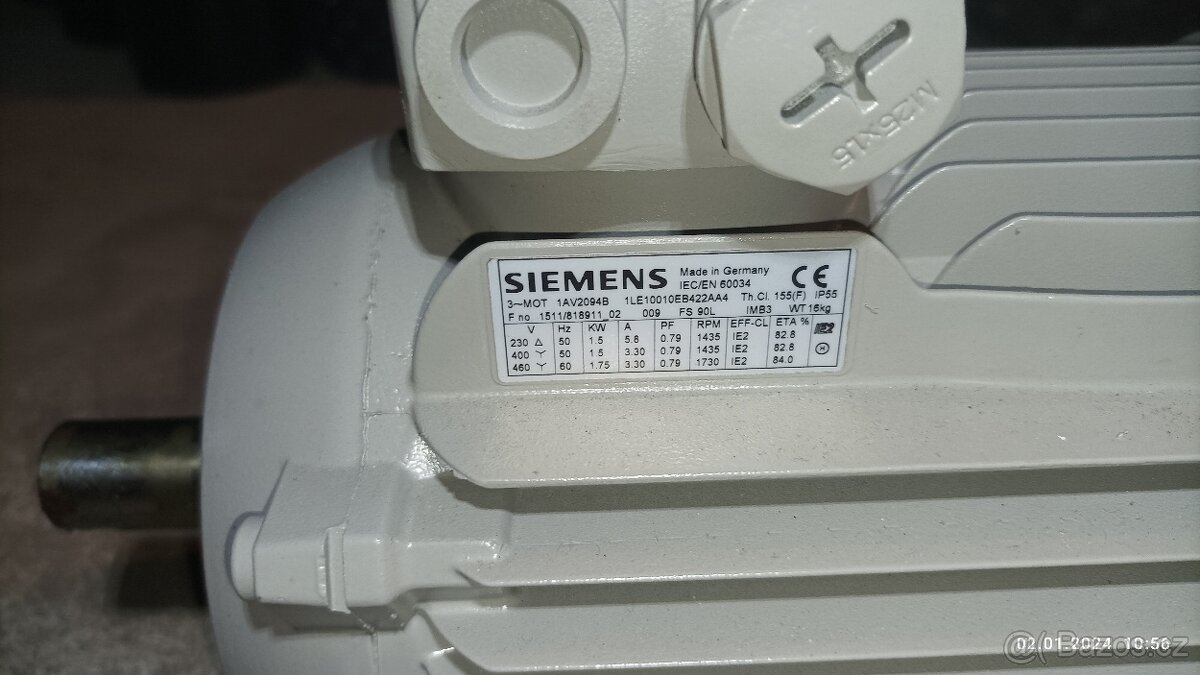 M25x1.5
SIEMENS Made in Germany CE
IEC/EN 60034
3~MOT 1AV2094B 1LE10010EB422AA4 Th.Cl. 155(F) IP55
F no 1511/818911_02 009 FS 90L IMB3 WT 16kg
V Hz KW A PF RPM EFF-CL ETA % IE2
230 △ 50 1.5 5.8 0.79 1435 IE2 82.8
400 Y 50 1.5 3.30 0.79 1435 IE2 82.8 H
460 Y 60 1.75 3.30 0.79 1730 IE2 84.0
02.01.2024 10:56
Bazos.cz